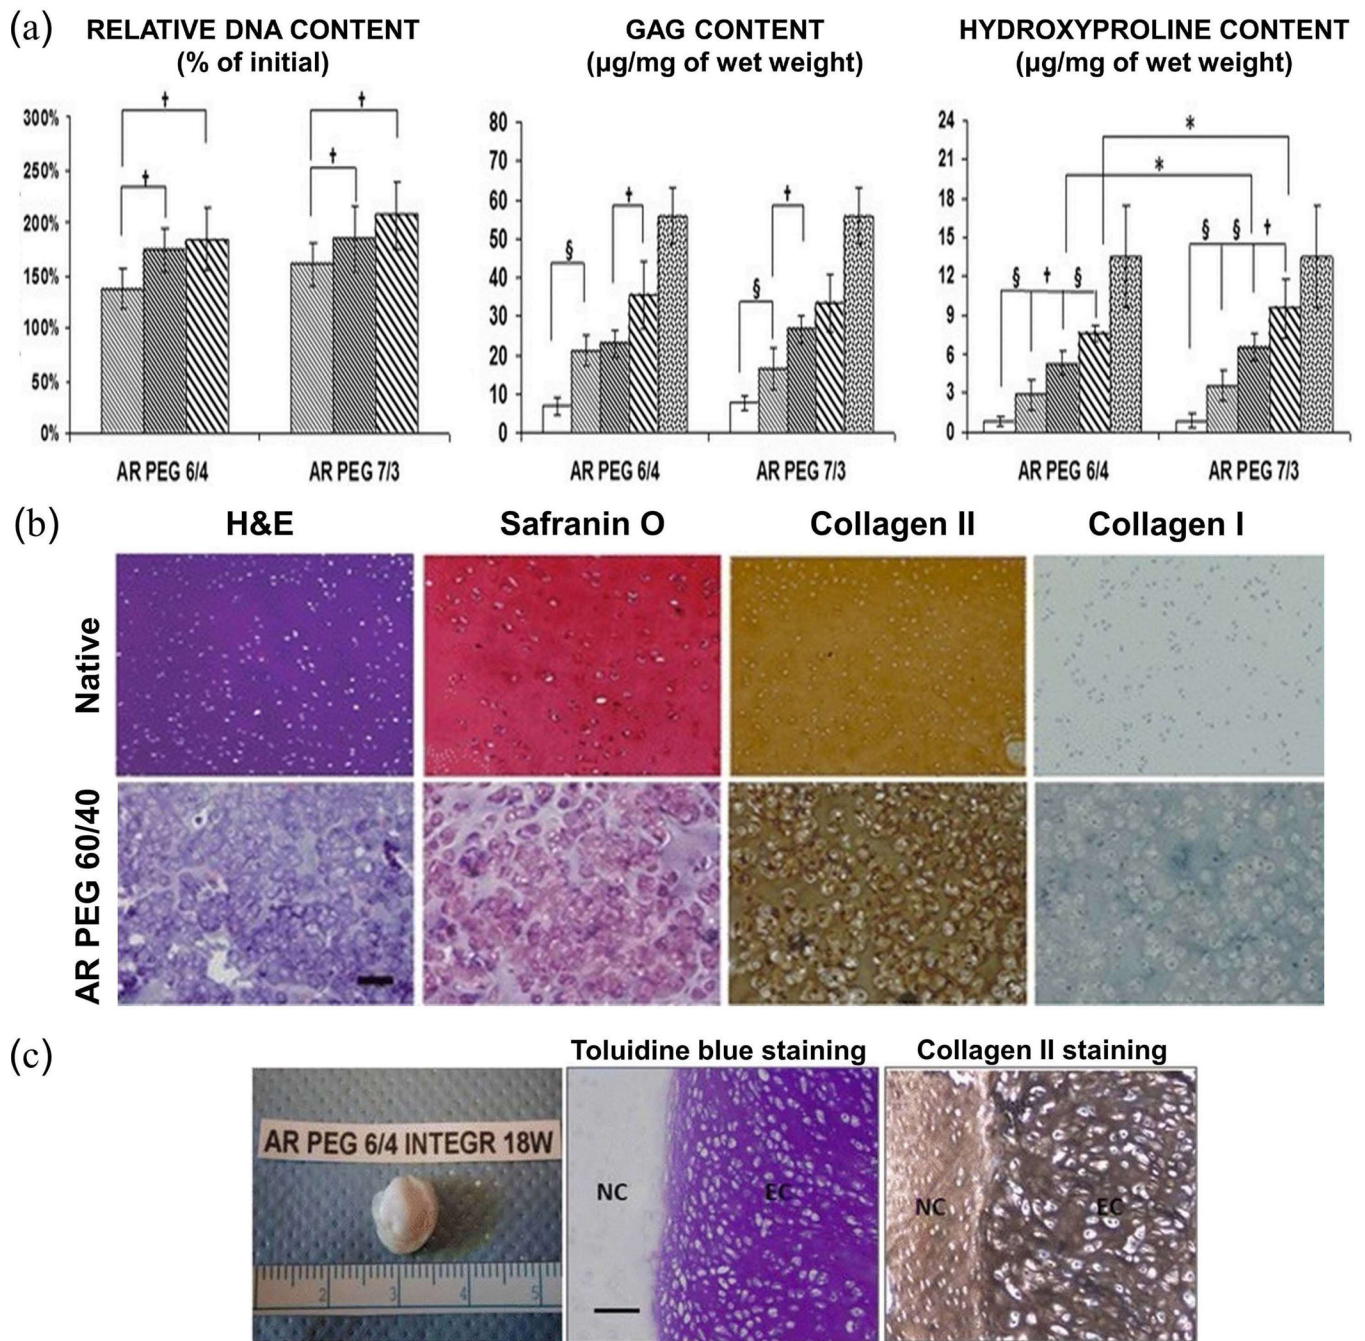 (a)
RELATIVE DNA CONTENT
(% of initial)
GAG CONTENT
(µg/mg of wet weight)
HYDROXYPROLINE CONTENT
(µg/mg of wet weight)
300%
250%
200%
150%
100%
50%
0%
†
†
†
†
AR PEG 6/4
AR PEG 7/3
80
70
60
50
40
30
20
10
0
§
†
§
†
AR PEG 6/4
AR PEG 7/3
24
21
18
15
12
9
6
3
0
*
*
§ † §
§ § †
AR PEG 6/4
AR PEG 7/3
(b)
H&E
Safranin O
Collagen II
Collagen I
Native
AR PEG 60/40
(c)
Toluidine blue staining
Collagen II staining
AR PEG 6/4 INTEGR 18W
2 3 4 5
NC
EC
NC
EC